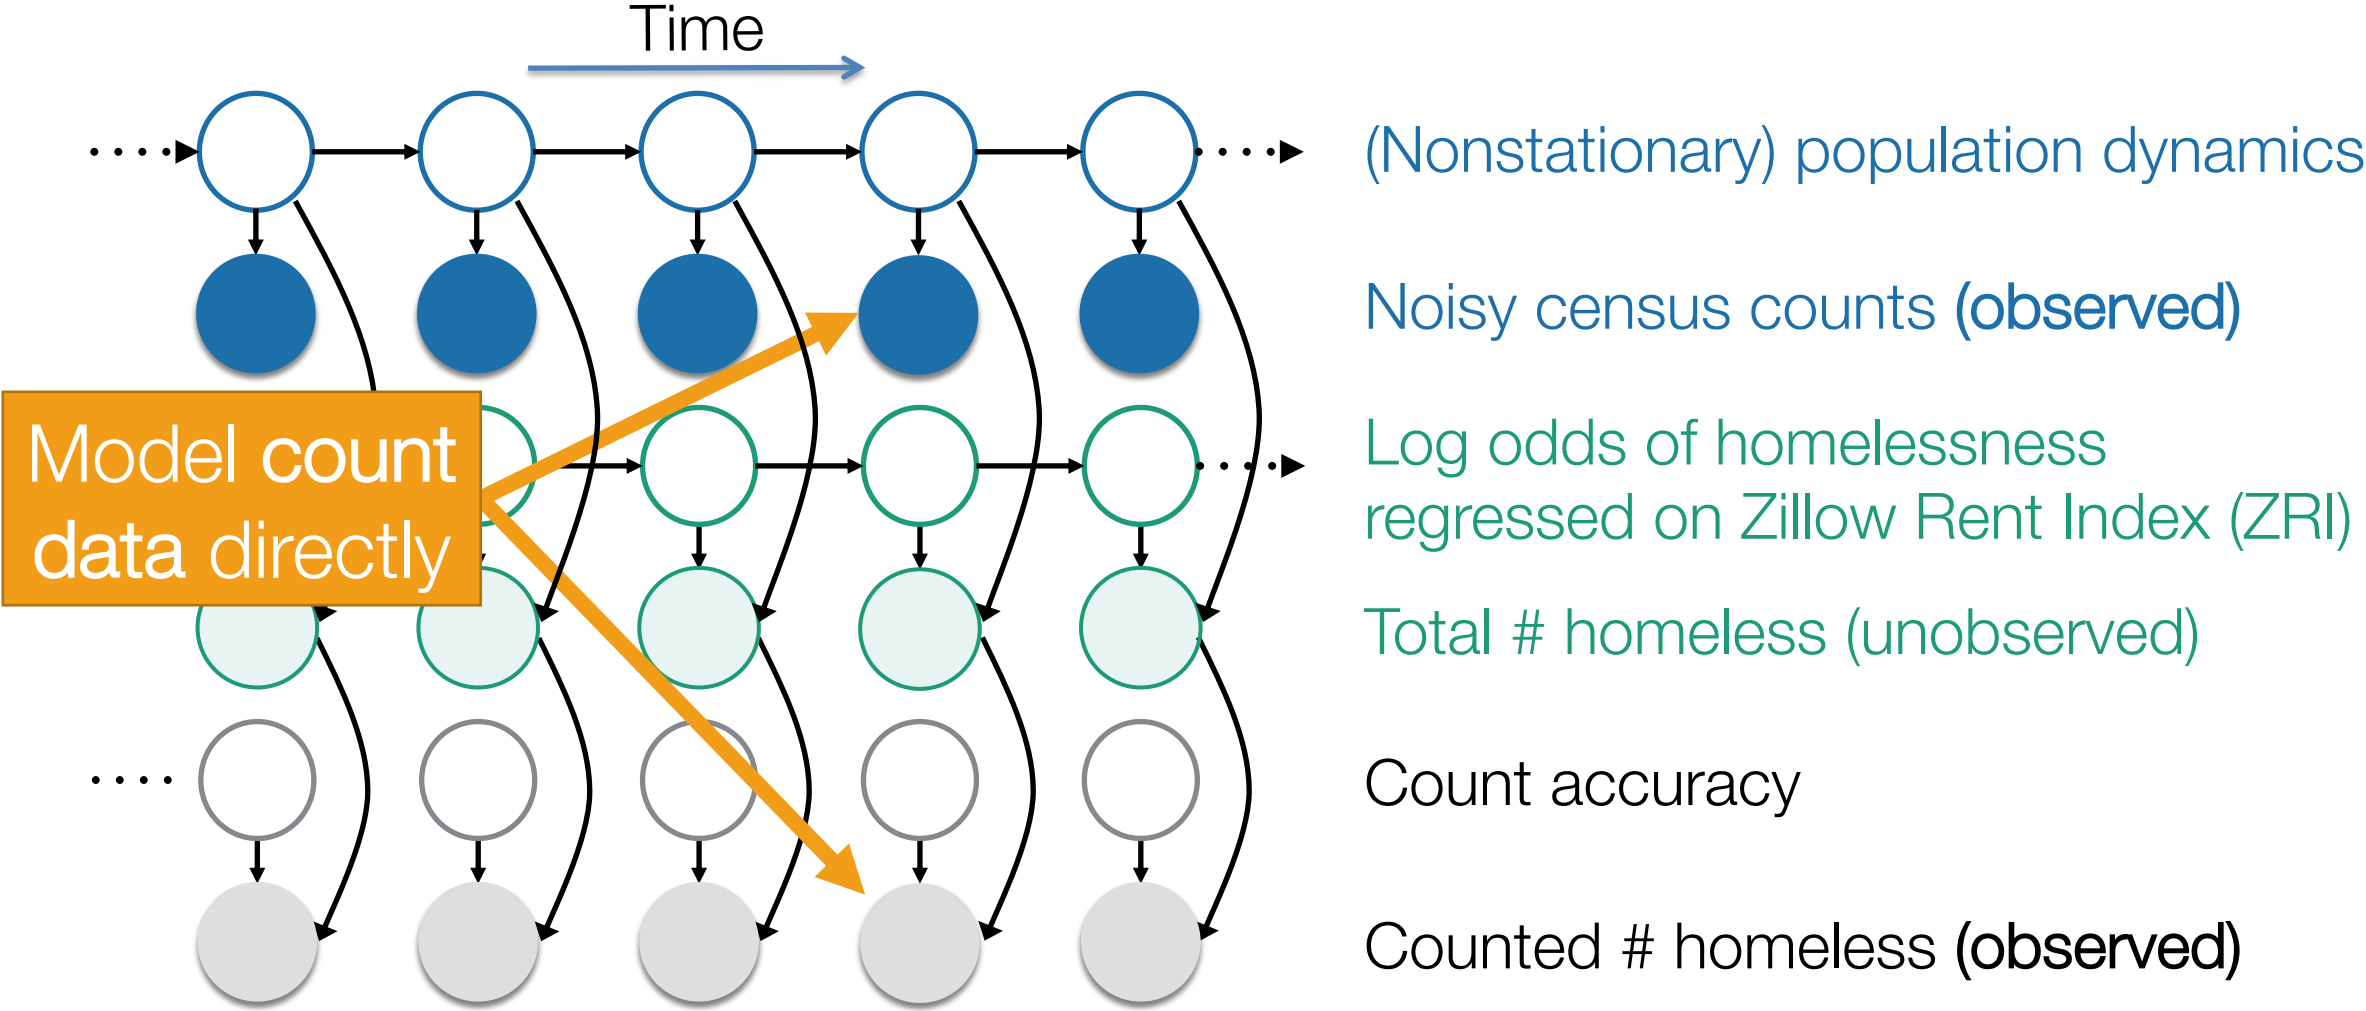 Time
(Nonstationary) population dynamics
Noisy census counts (observed)
Model count
data directly
Log odds of homelessness
regressed on Zillow Rent Index (ZRI)
Total # homeless (unobserved)
Count accuracy
Counted # homeless (observed)